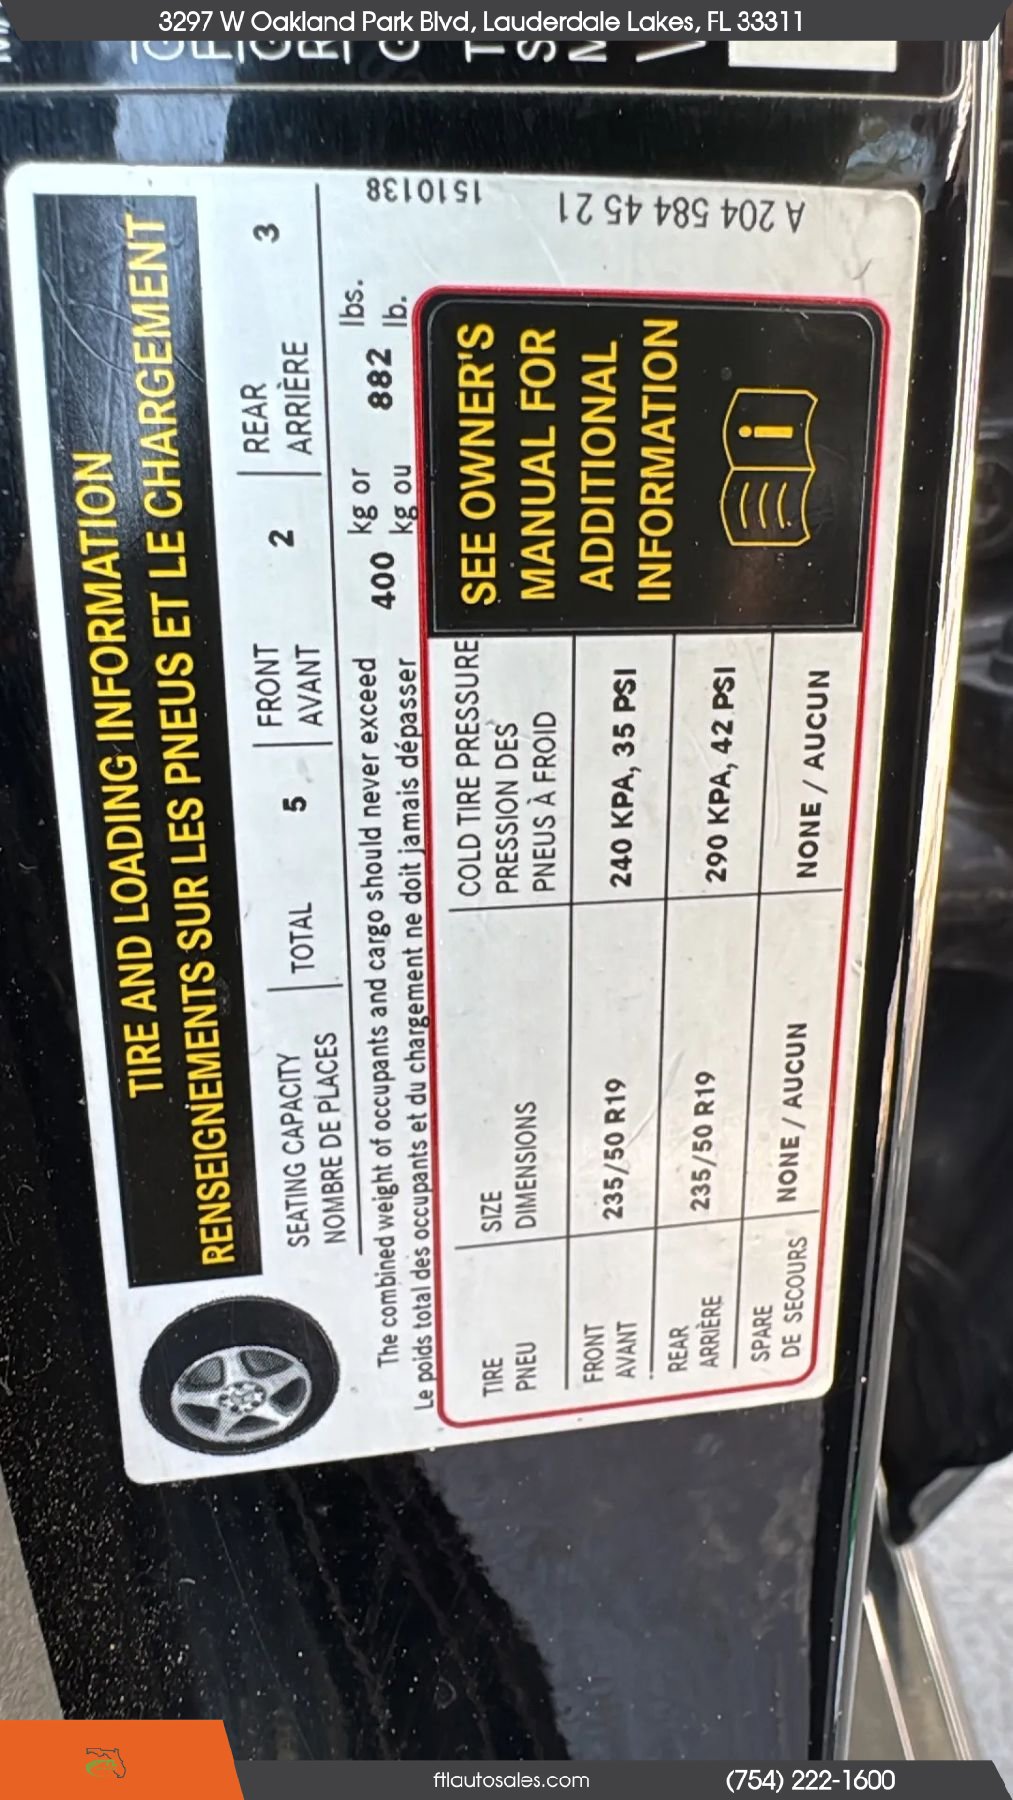 3297 W Oakland Park Blvd, Lauderdale Lakes, FL 33311
TIRE AND LOADING INFORMATION
RENSEIGNEMENTS SUR LES PNEUS ET LE CHARGEMENT
SEATING CAPACITY
NOMBRE DE PLACES
TOTAL 5
FRONT
AVANT
2
REAR
ARRIÈRE
3
The combined weight of occupants and cargo should never exceed 400 kg or 882 lbs.
Le poids total des occupants et du chargement ne doit jamais dépasser kg ou lb.
TIRE
PNEU
SIZE
DIMENSIONS
COLD TIRE PRESSURE
PRESSION DES
PNEUS À FROID
FRONT
AVANT
235/50 R19
240 KPA, 35 PSI
REAR
ARRIÈRE
235/50 R19
290 KPA, 42 PSI
SPARE
DE SECOURS
NONE / AUCUN
NONE / AUCUN
SEE OWNER'S
MANUAL FOR
ADDITIONAL
INFORMATION
i
1510138
A 204 584 45 21
ftlautosales.com
(754) 222-1600